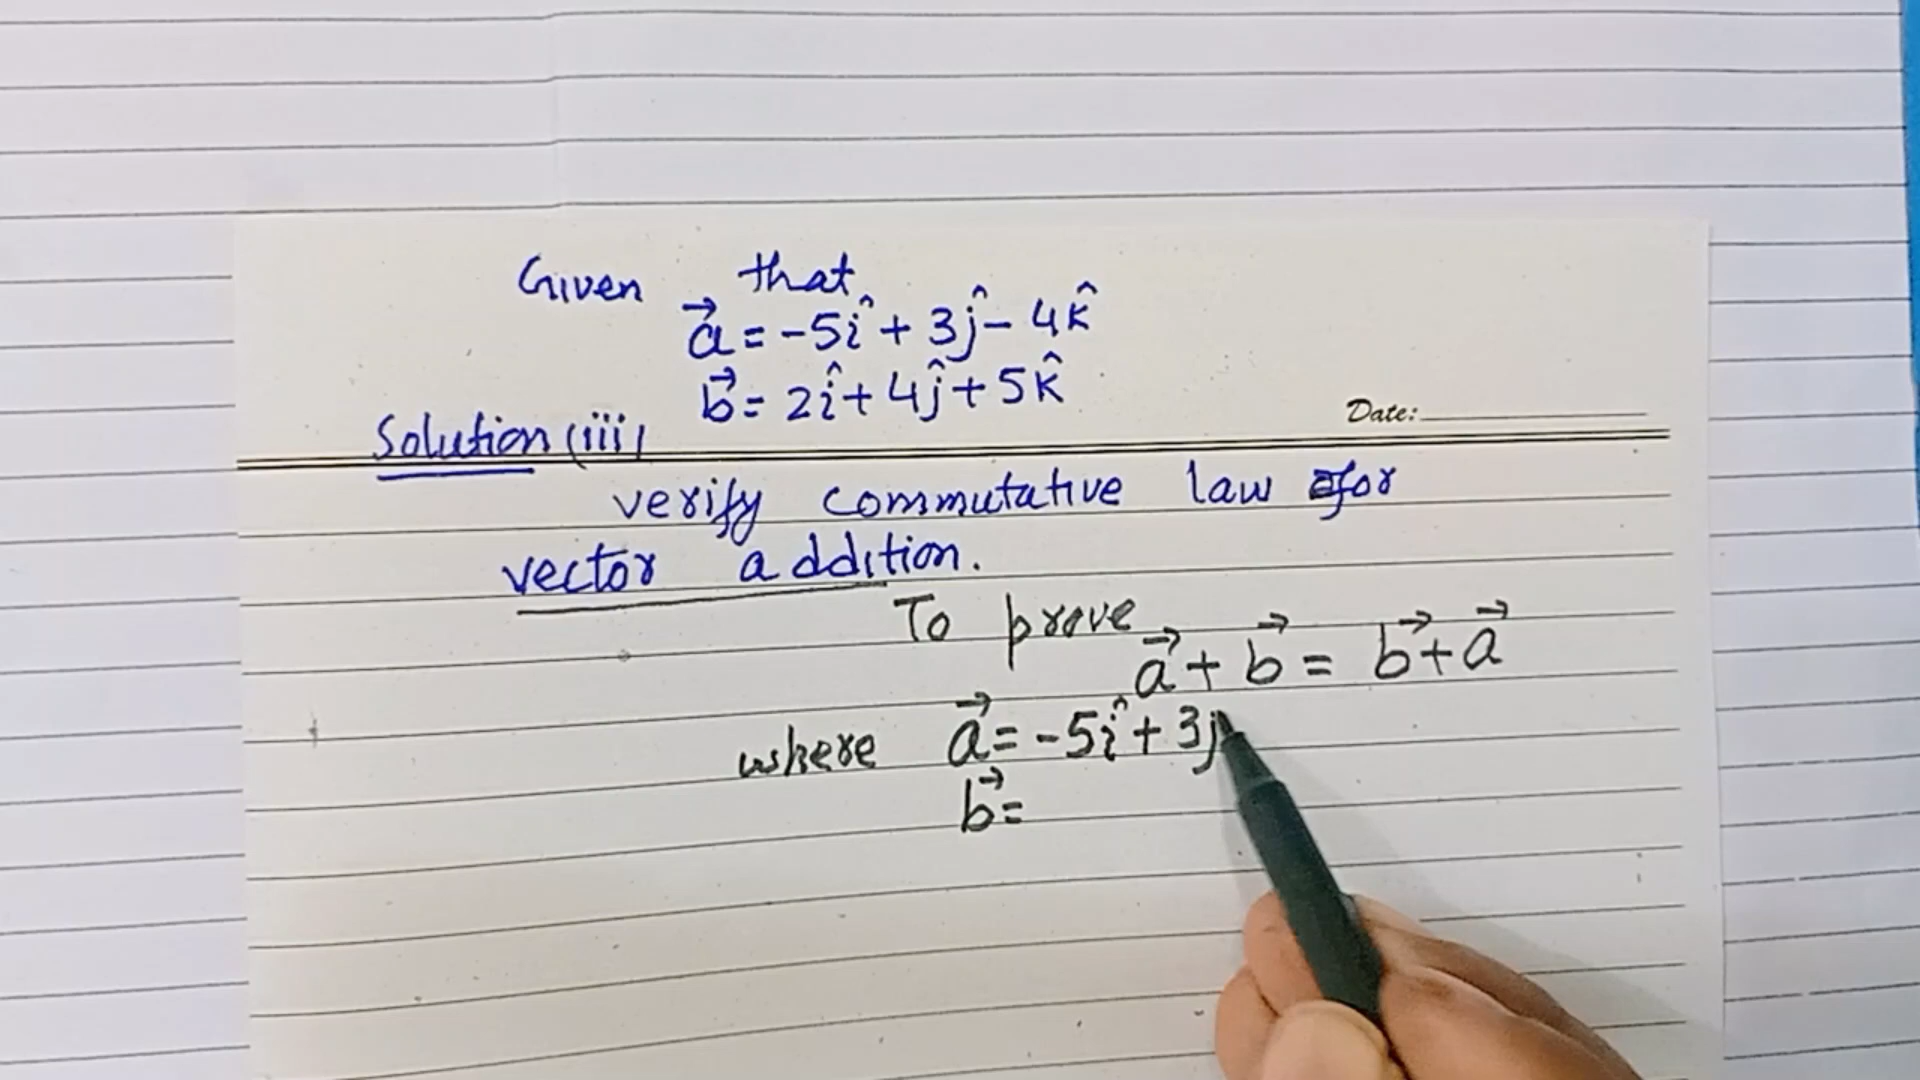 Given that
a⃗ = -5î + 3ĵ - 4k̂
b⃗ = 2î + 4ĵ + 5k̂
Date:
Solution (iii)
verify commutative law for
vector addition.
To prove
a⃗ + b⃗ = b⃗ + a⃗
where a⃗ = -5î + 3j
b⃗ =